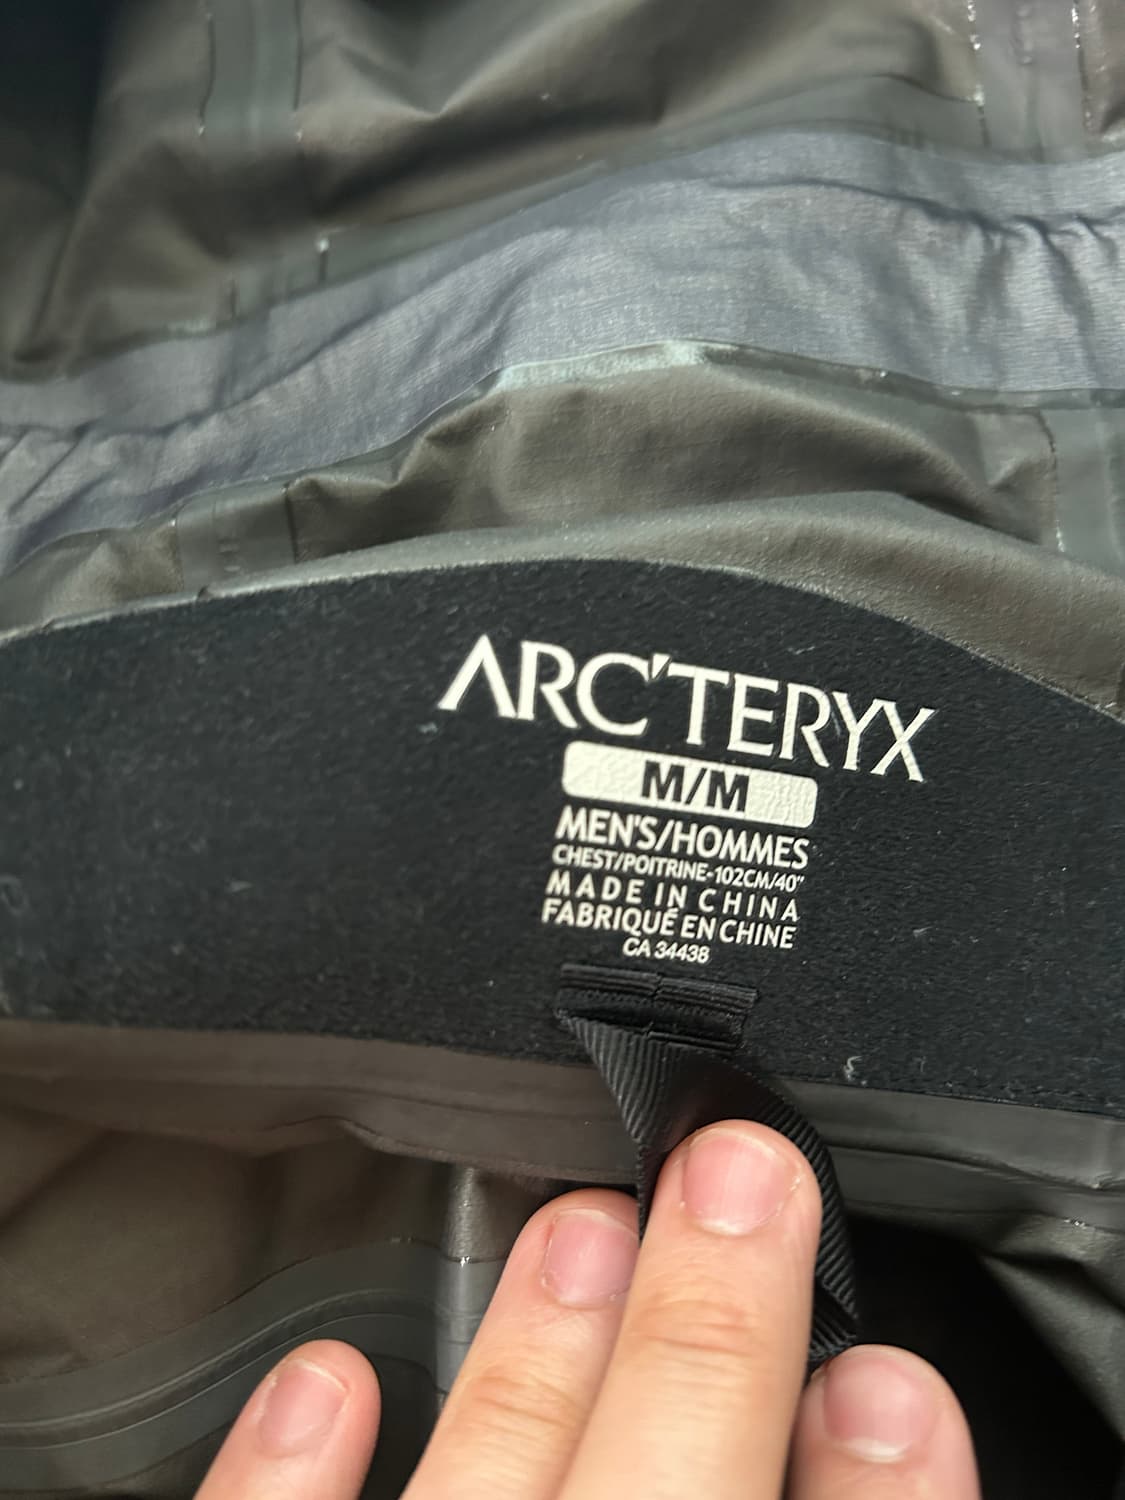 ARC'TERYX
M/M
MEN'S/HOMMES
CHEST/POITRINE-102CM/40"
MADE IN CHINA
FABRIQUÉ EN CHINE
CA 34438